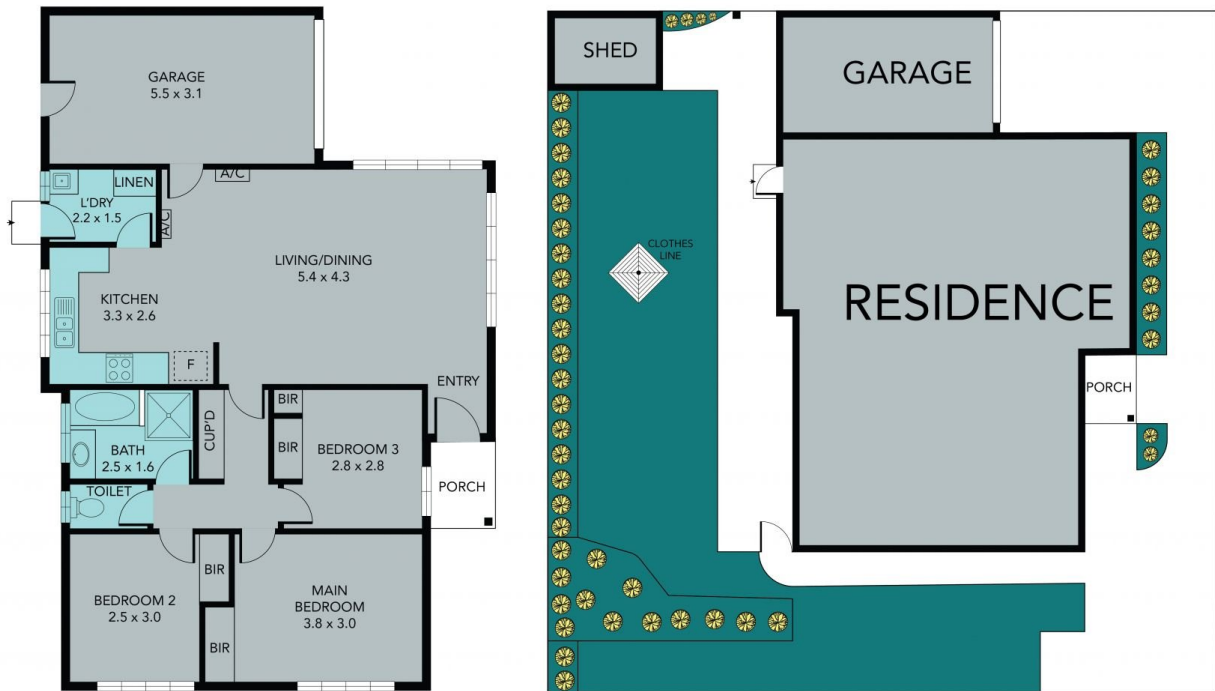 GARAGE
5.5 x 3.1
A/C
LINEN
L'DRY
2.2 x 1.5
A/C
LIVING/DINING
5.4 x 4.3
KITCHEN
3.3 x 2.6
F
ENTRY
BIR
CUP'D
BIR
BEDROOM 3
2.8 x 2.8
BATH
2.5 x 1.6
TOILET
PORCH
BIR
BEDROOM 2
2.5 x 3.0
MAIN
BEDROOM
3.8 x 3.0
BIR
SHED
GARAGE
CLOTHES
LINE
RESIDENCE
PORCH